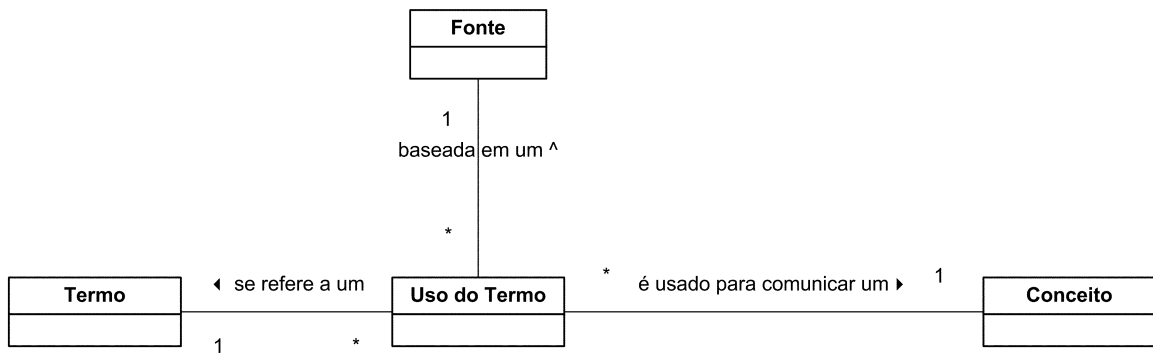 Fonte
1
baseada em um ^
*
Termo
se refere a um
Uso do Termo
*
é usado para comunicar um
1
Conceito
1
*